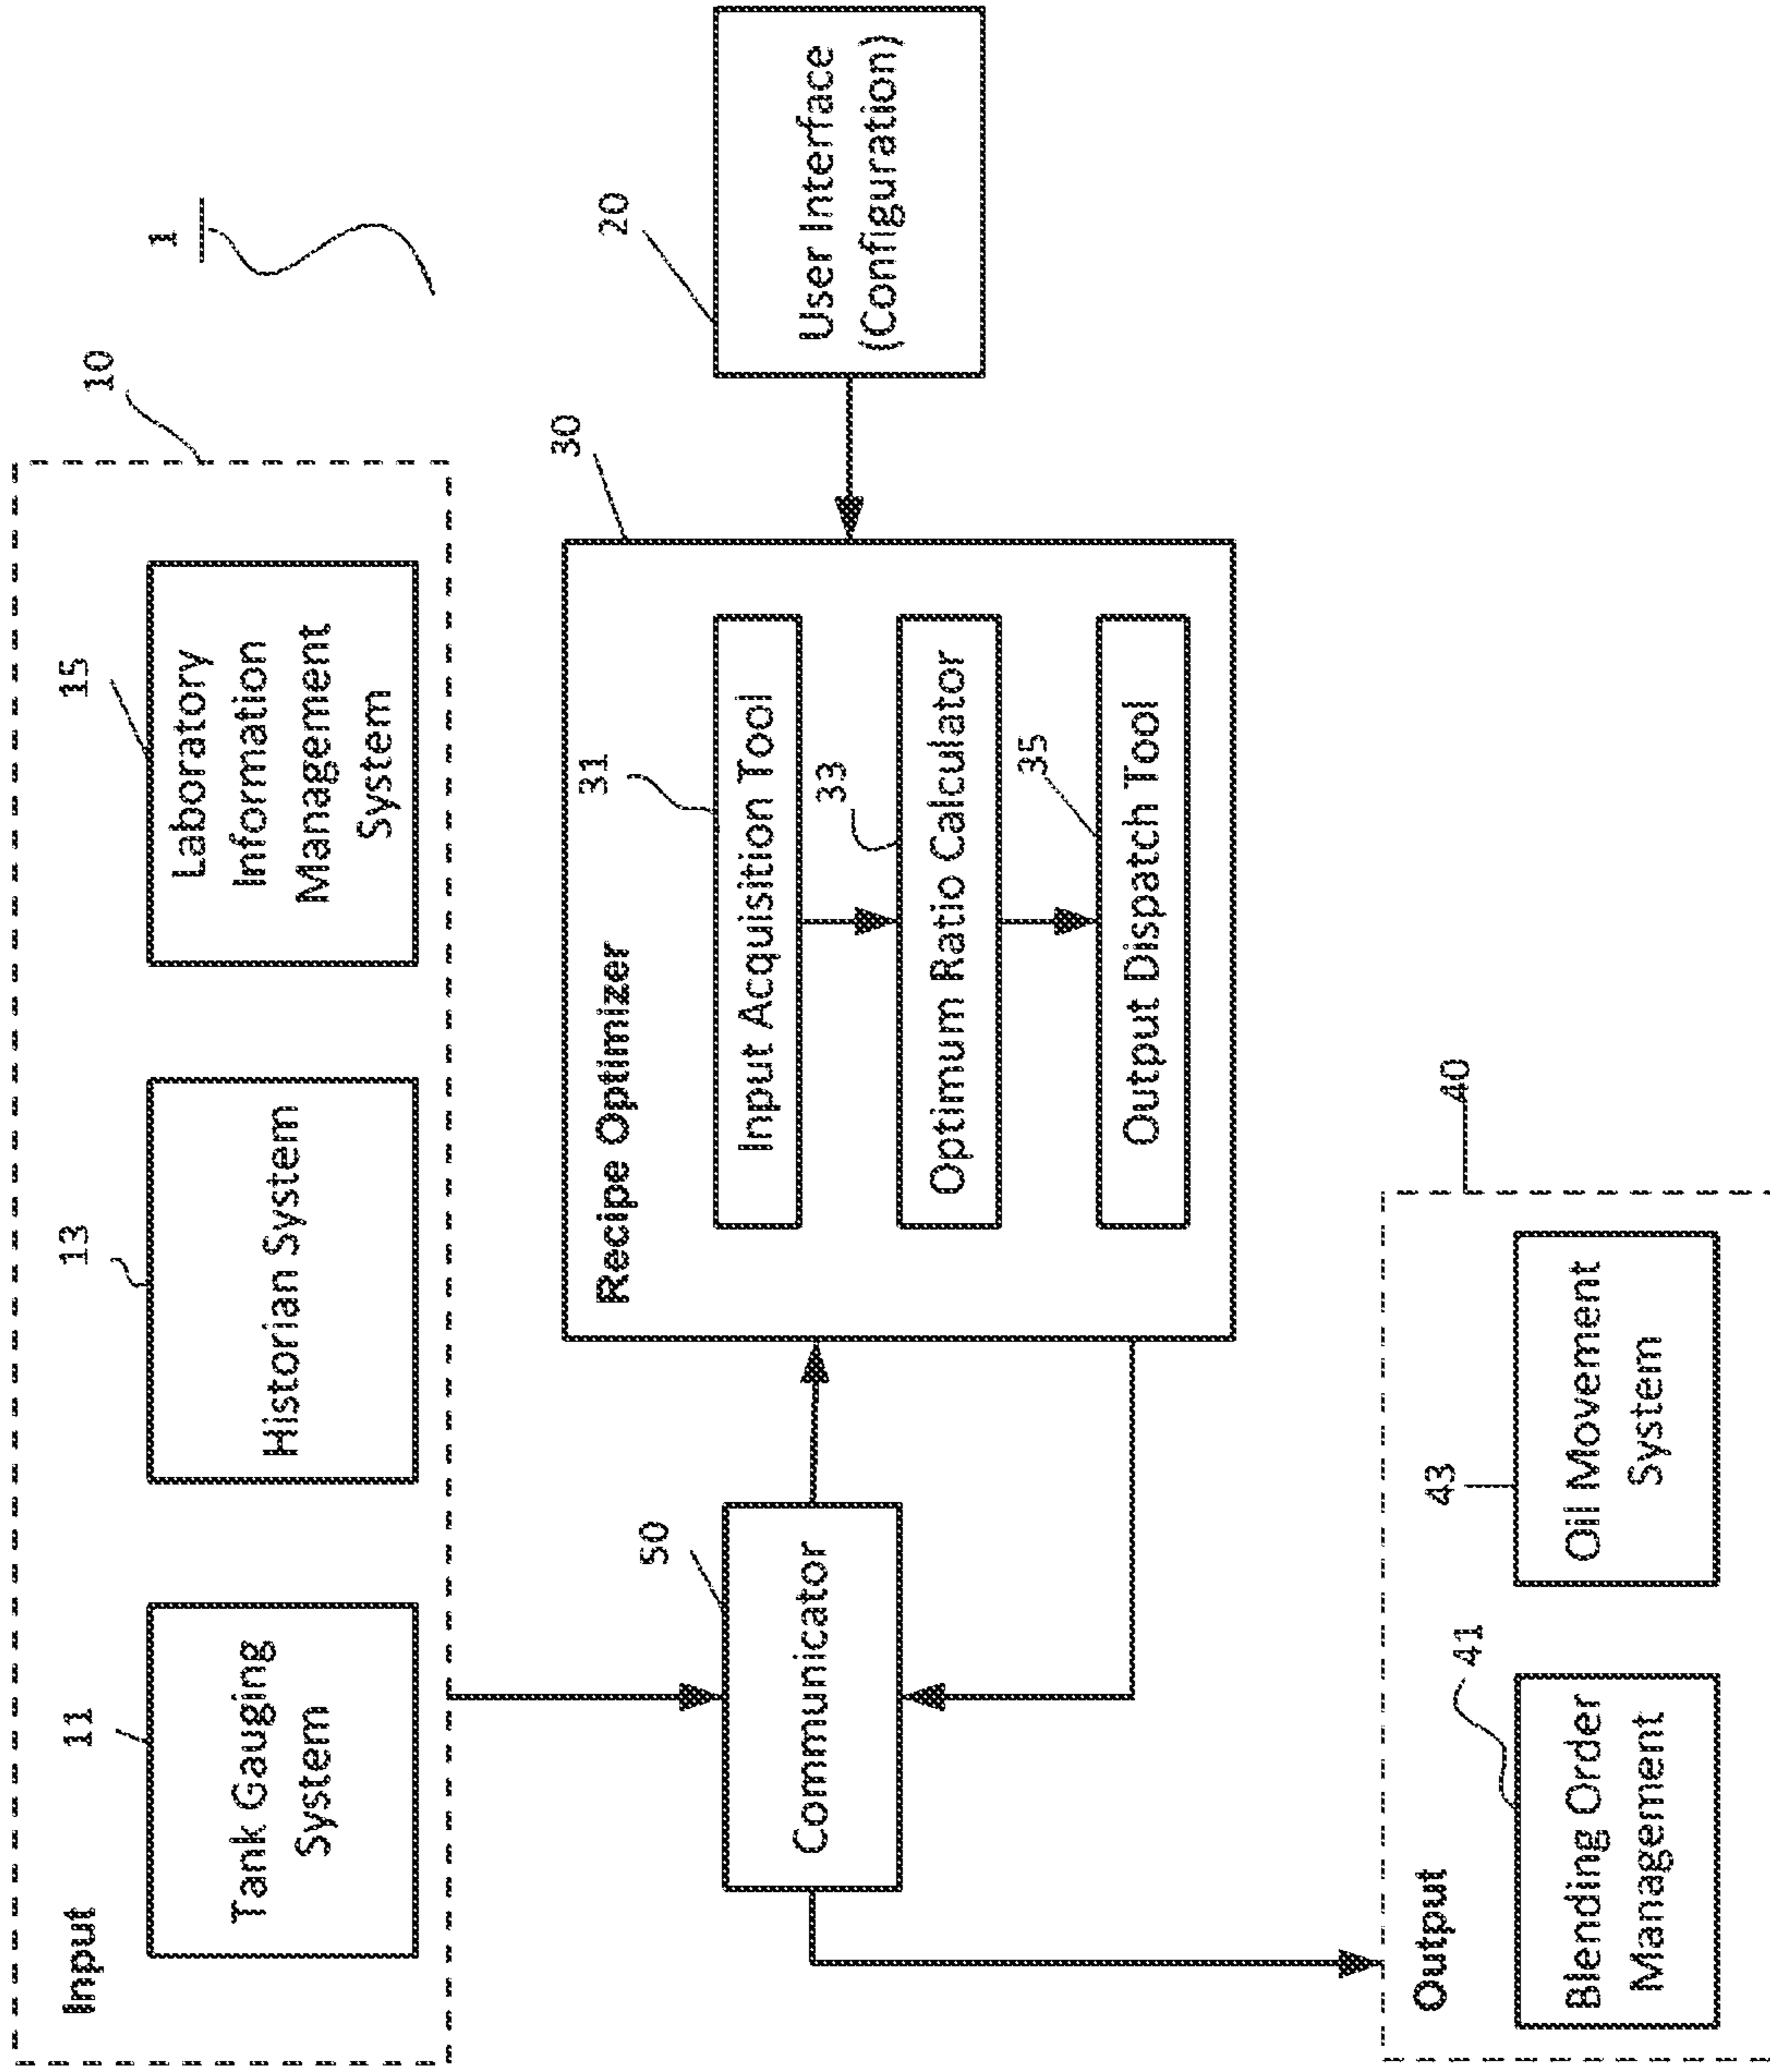 1
10
Input
11
Tank Gauging
System
13
Historian System
15
Laboratory
Information
Management
System
50
Communicator
30
Recipe Optimizer
31
Input Acquisition Tool
33
Optimum Ratio Calculator
35
Output Dispatch Tool
20
User Interface
(Configuration)
40
Output
41
Blending Order
Management
43
Oil Movement
System